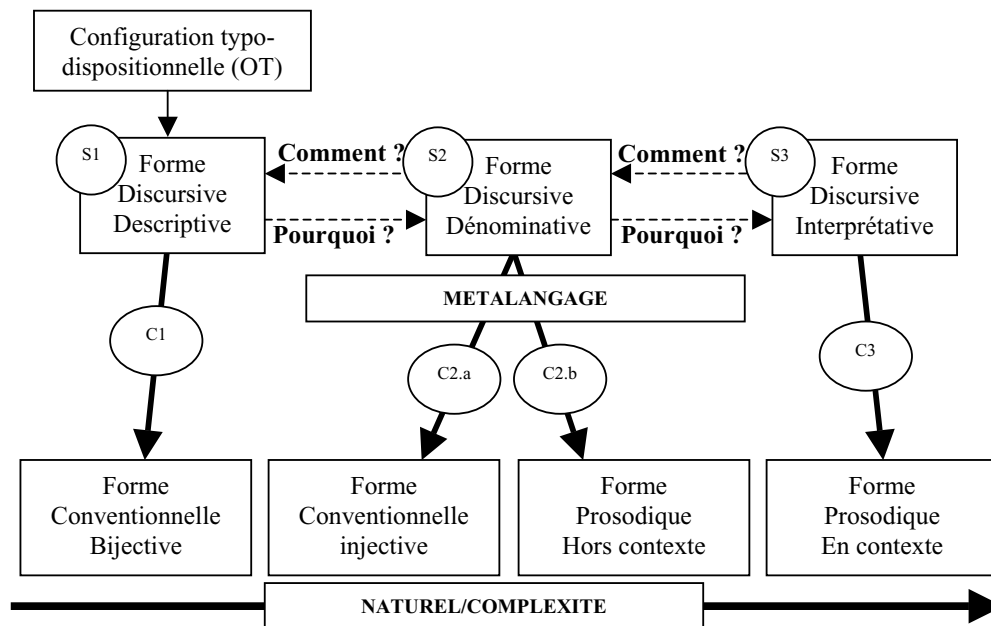 Configuration typo-
dispositionnelle (OT)
S1
Forme
Discursive
Descriptive
Comment ?
Pourquoi ?
S2
Forme
Discursive
Dénominative
Comment ?
Pourquoi ?
S3
Forme
Discursive
Interprétative
METALANGAGE
C1
C2.a
C2.b
C3
Forme
Conventionnelle
Bijective
Forme
Conventionnelle
injective
Forme
Prosodique
Hors contexte
Forme
Prosodique
En contexte
NATUREL/COMPLEXITE